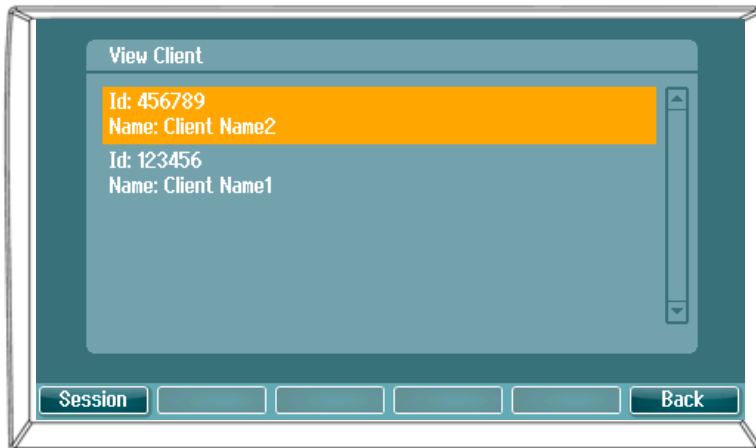 View Client
Id: 456789
Name: Client Name2
Id: 123456
Name: Client Name1
Session
Back